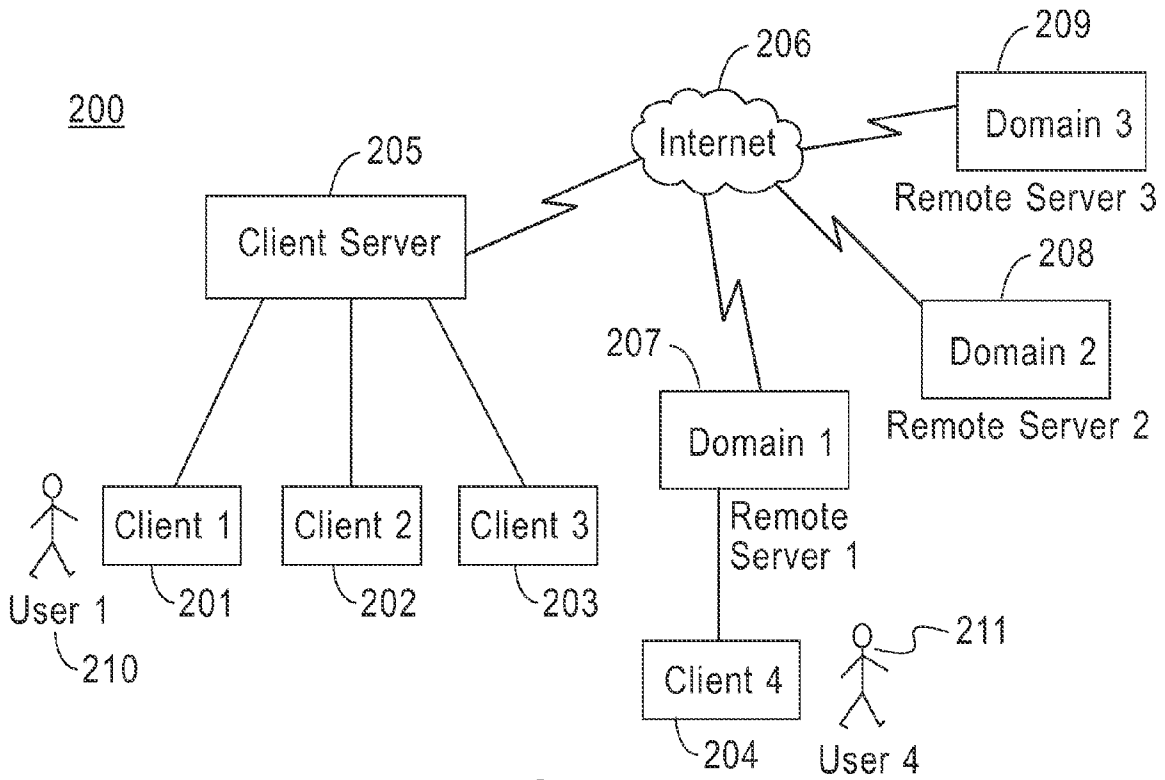 209
206
200
Domain 3
Internet
205
Remote Server 3
Client Server
208
207
Domain 2
Remote Server 2
Domain 1
Client 1
Client 2
Client 3
Remote
Server 1
201
202
203
User 1
210
211
Client 4
204
User 4